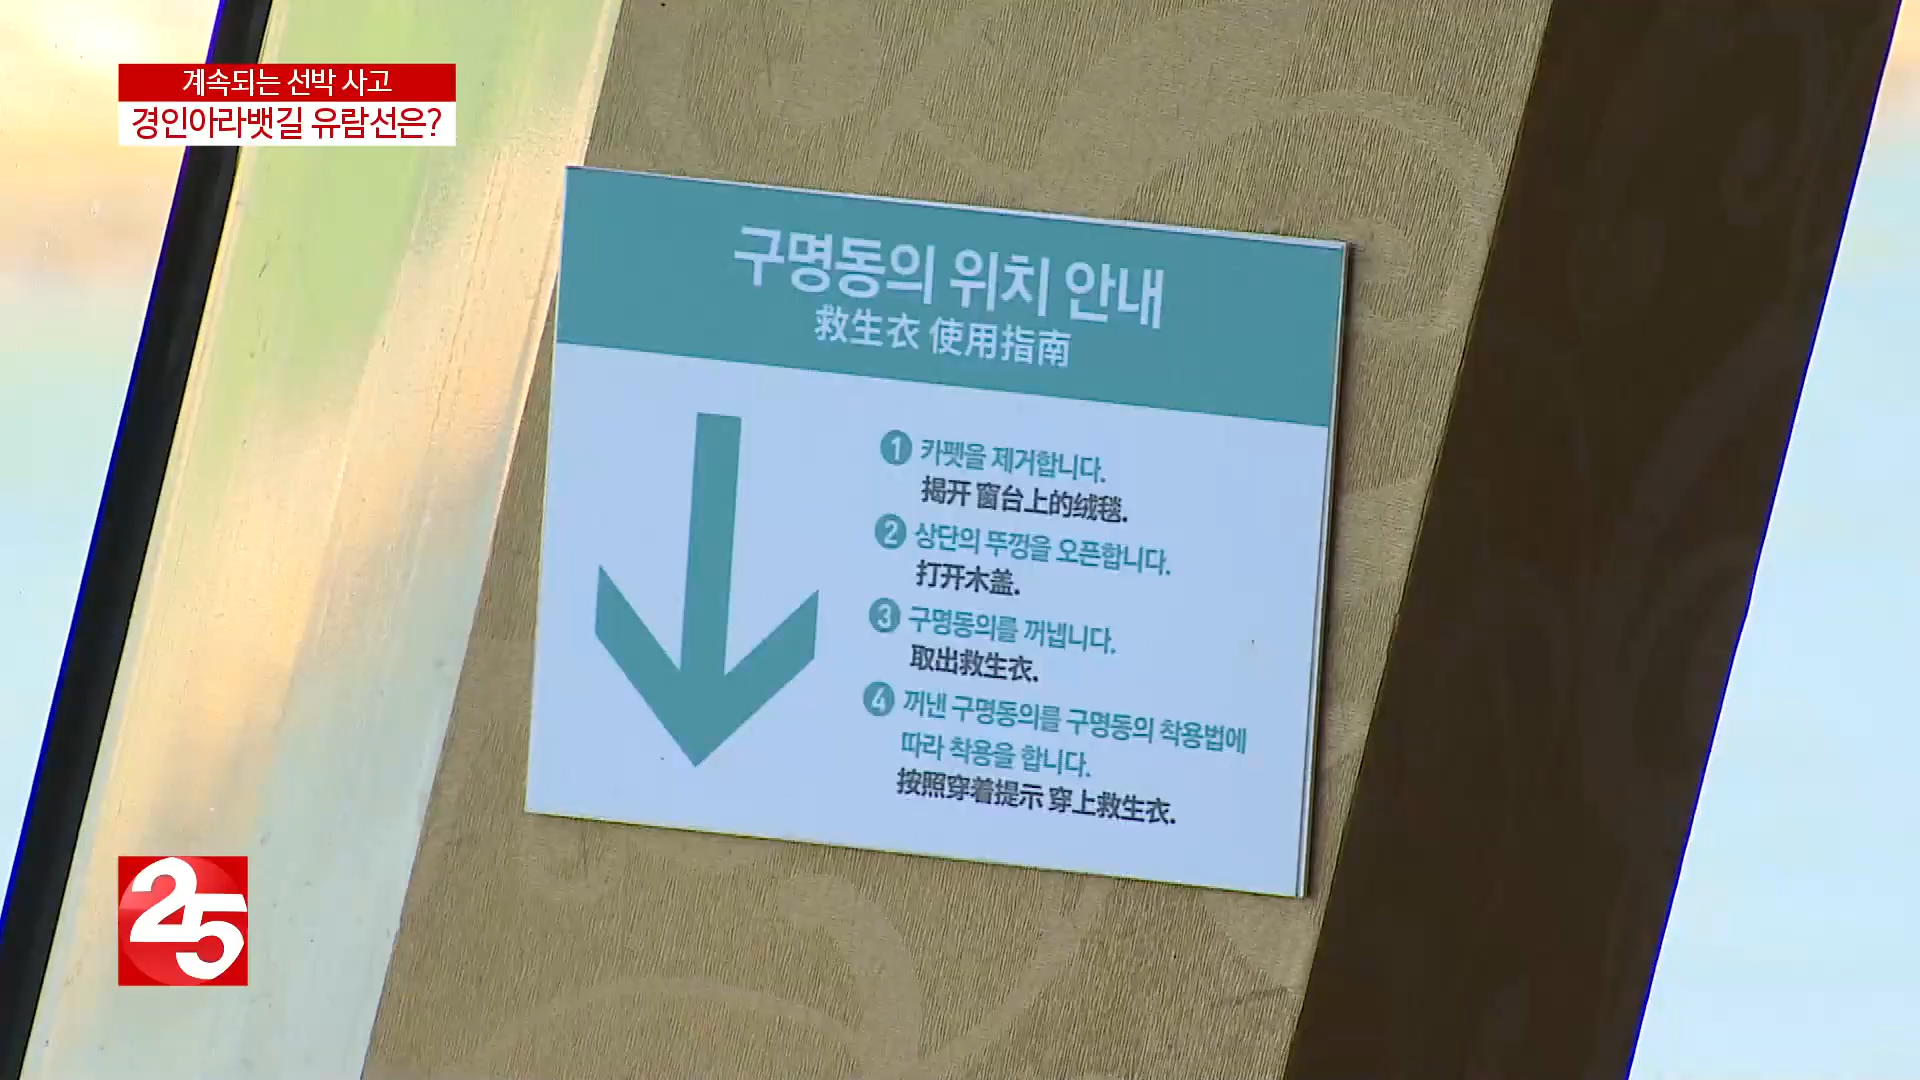 계속되는 선박 사고
경인아라뱃길 유람선은?
구명동의 위치 안내
救生衣 使用指南
1 카펫을 제거합니다.
揭开 窗台上的绒毯.
2 상단의 뚜껑을 오픈합니다.
打开木盖.
3 구명동의를 꺼냅니다.
取出救生衣.
4 꺼낸 구명동의를 구명동의 착용법에
따라 착용을 합니다.
按照穿着提示 穿上救生衣.
25